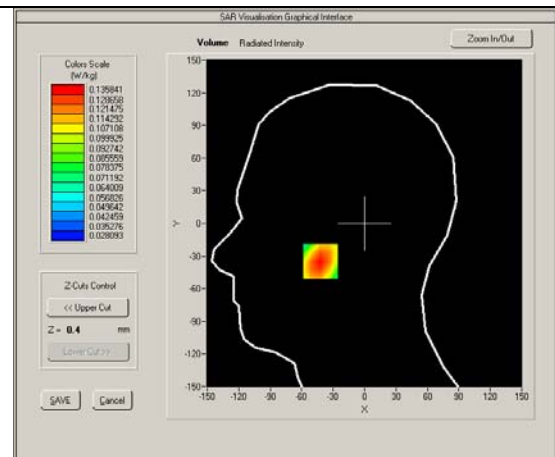 SAR Visualisation Graphical Interface
Volume Radiated Intensity
Zoom In/Out
Colors Scale
(W/kg)
0.135841
0.128658
0.121475
0.114292
0.107108
0.099925
0.092742
0.085559
0.078375
0.071192
0.064009
0.056826
0.049642
0.042459
0.035276
0.028093
Z-Cuts Control
<< Upper Cut
Z = 0.4 mm
Lower Cut >>
SAVE Cancel
150-
120-
90-
60-
30-
0-
-30-
-60-
-90-
-120-
-150-
Y
-150 -120 -90 -60 -30 0 30 60 90 120 150
X